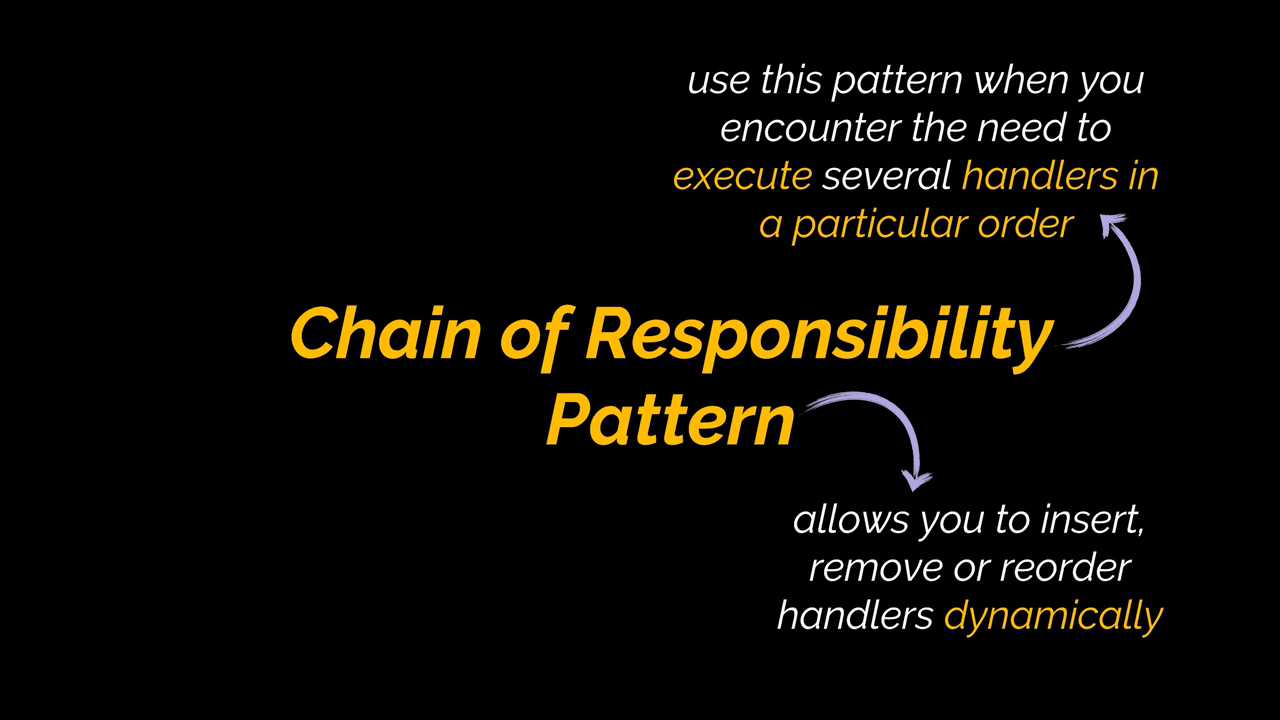 use this pattern when you
encounter the need to
execute several handlers in
a particular order
Chain of Responsibility
Pattern
allows you to insert,
remove or reorder
handlers dynamically